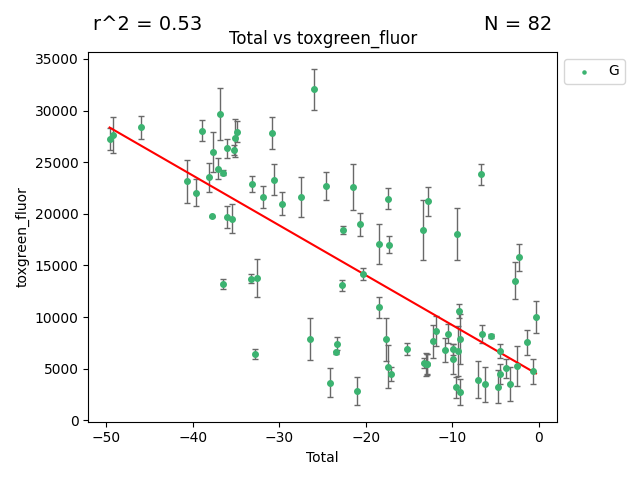 r^2 = 0.53
N = 82
Total vs toxgreen_fluor
G
35000
30000
25000
20000
15000
10000
5000
0
toxgreen_fluor
−50 −40 −30 −20 −10 0
Total